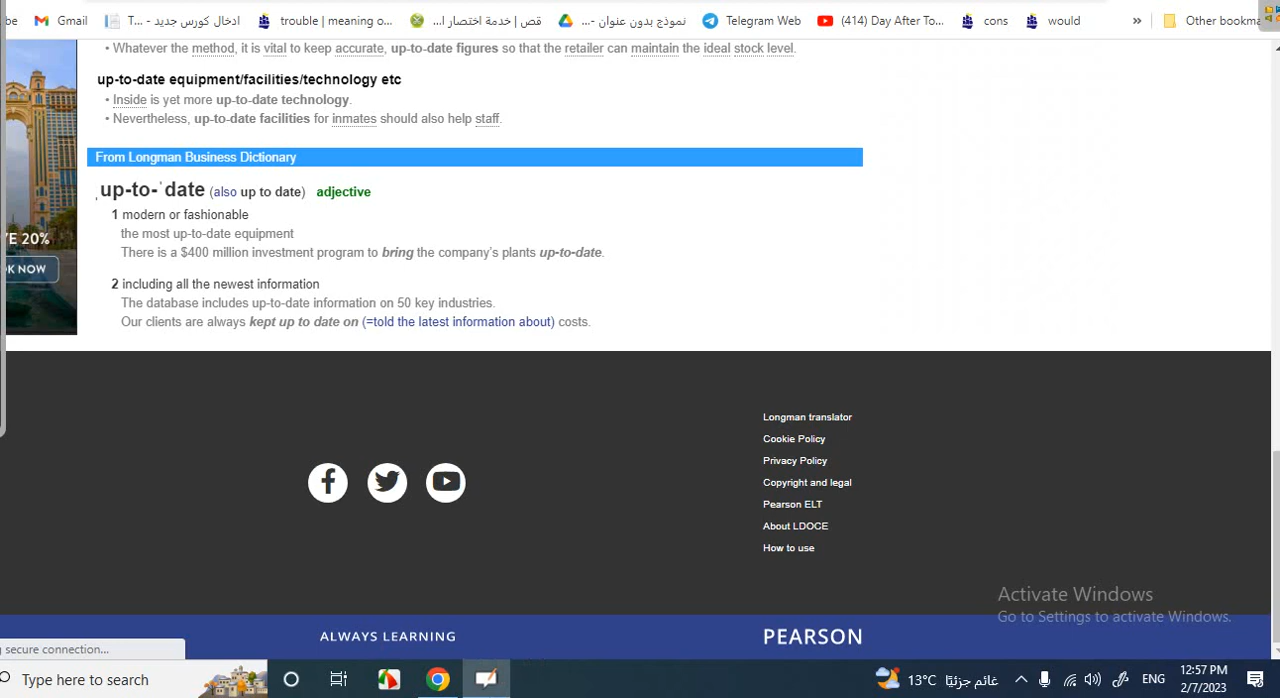 be
Gmail
ادخال كورس جديد - T...
trouble | meaning o...
قص | خدمة اختصار ا...
نموذج بدون عنوان -...
Telegram Web
(414) Day After To...
cons
would
»
Other bookma
• Whatever the method, it is vital to keep accurate, up-to-date figures so that the retailer can maintain the ideal stock level.
up-to-date equipment/facilities/technology etc
• Inside is yet more up-to-date technology.
• Nevertheless, up-to-date facilities for inmates should also help staff.
From Longman Business Dictionary
ˌup-to-ˈdate (also up to date) adjective
1 modern or fashionable
the most up-to-date equipment
There is a $400 million investment program to bring the company's plants up-to-date.
2 including all the newest information
The database includes up-to-date information on 50 key industries.
Our clients are always kept up to date on (=told the latest information about) costs.
VE 20%
OK NOW
Longman translator
Cookie Policy
Privacy Policy
Copyright and legal
Pearson ELT
About LDOCE
How to use
Activate Windows
Go to Settings to activate Windows.
ALWAYS LEARNING
PEARSON
g secure connection...
Type here to search
13°C غائم جزئيًا
ENG
12:57 PM
2/7/2023